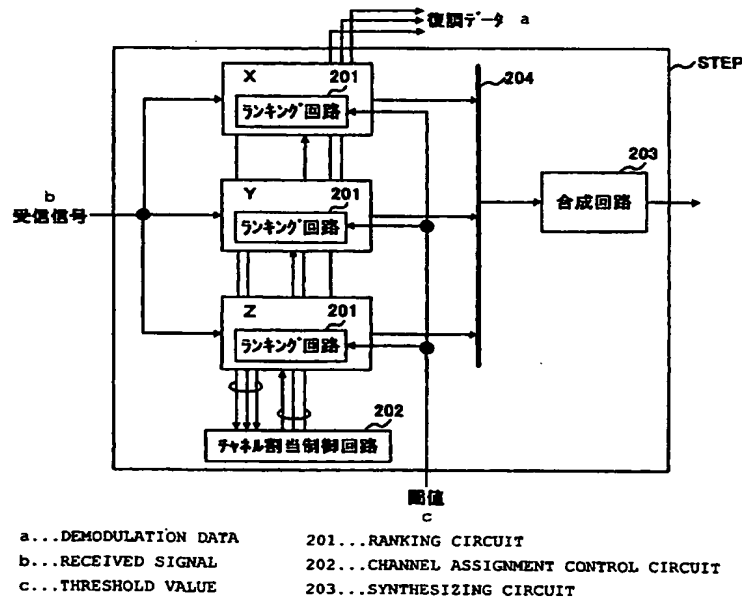 復調データ a
STEP
X
201
ランキング回路
204
203
合成回路
Y
201
ランキング回路
b
受信信号
Z
201
ランキング回路
202
チャネル割当制御回路
閾値
c
a...DEMODULATION DATA
b...RECEIVED SIGNAL
c...THRESHOLD VALUE
201...RANKING CIRCUIT
202...CHANNEL ASSIGNMENT CONTROL CIRCUIT
203...SYNTHESIZING CIRCUIT